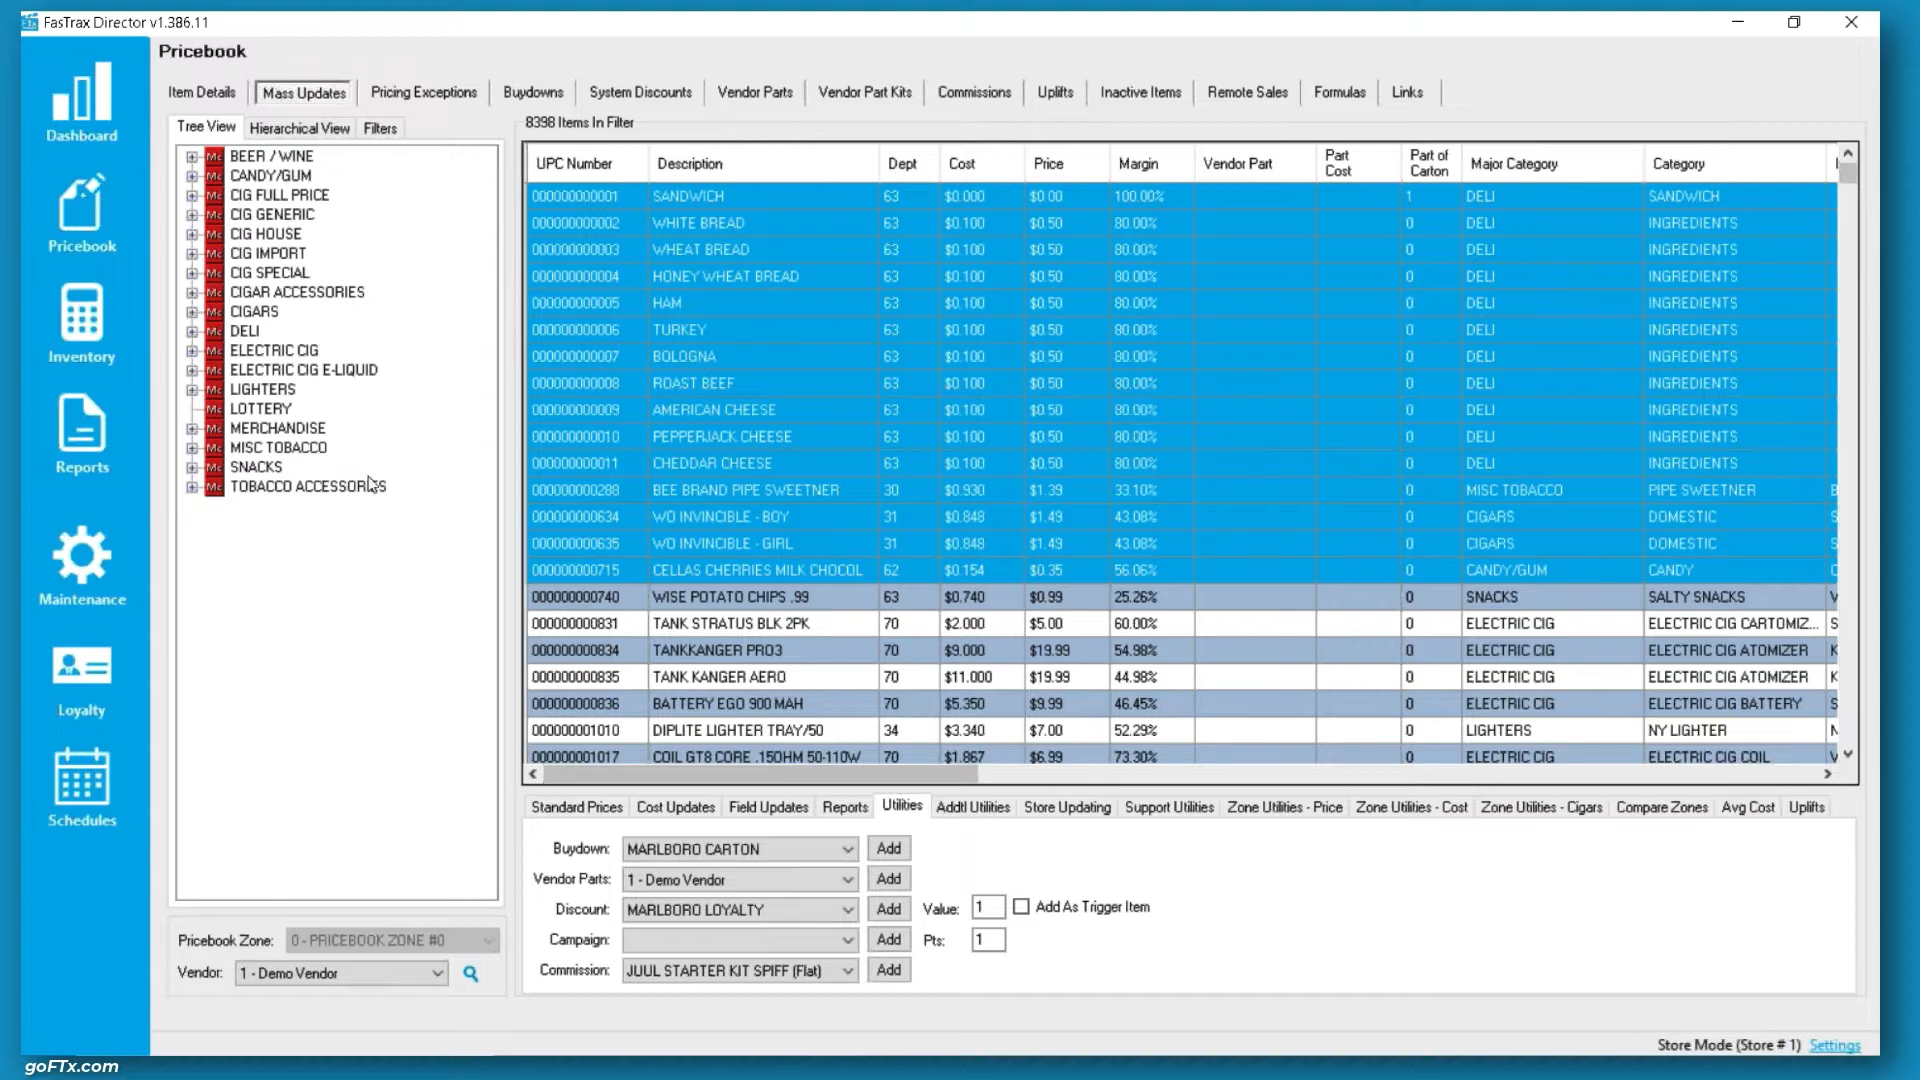 FasTrax Director v1.386.11
Pricebook
Item Details Mass Updates Pricing Exceptions Buydowns System Discounts Vendor Parts Vendor Part Kits Commissions Uplifts Inactive Items Remote Sales Formulas Links
Dashboard
Pricebook
Inventory
Reports
Maintenance
Loyalty
Schedules
Tree View Hierarchical View Filters
Mc BEER / WINE
Mc CANDY/GUM
Mc CIG FULL PRICE
Mc CIG GENERIC
Mc CIG HOUSE
Mc CIG IMPORT
Mc CIG SPECIAL
Mc CIGAR ACCESSORIES
Mc CIGARS
Mc DELI
Mc ELECTRIC CIG
Mc ELECTRIC CIG E-LIQUID
Mc LIGHTERS
Mc LOTTERY
Mc MERCHANDISE
Mc MISC TOBACCO
Mc SNACKS
Mc TOBACCO ACCESSORIES
Pricebook Zone: 0 - PRICEBOOK ZONE #0
Vendor: 1 - Demo Vendor
8398 Items In Filter
UPC Number Description Dept Cost Price Margin Vendor Part Part Cost Part of Carton Major Category Category
000000000001 SANDWICH 63 $0.000 $0.00 100.00% 1 DELI SANDWICH
000000000002 WHITE BREAD 63 $0.100 $0.50 80.00% 0 DELI INGREDIENTS
000000000003 WHEAT BREAD 63 $0.100 $0.50 80.00% 0 DELI INGREDIENTS
000000000004 HONEY WHEAT BREAD 63 $0.100 $0.50 80.00% 0 DELI INGREDIENTS
000000000005 HAM 63 $0.100 $0.50 80.00% 0 DELI INGREDIENTS
000000000006 TURKEY 63 $0.100 $0.50 80.00% 0 DELI INGREDIENTS
000000000007 BOLOGNA 63 $0.100 $0.50 80.00% 0 DELI INGREDIENTS
000000000008 ROAST BEEF 63 $0.100 $0.50 80.00% 0 DELI INGREDIENTS
000000000009 AMERICAN CHEESE 63 $0.100 $0.50 80.00% 0 DELI INGREDIENTS
000000000010 PEPPERJACK CHEESE 63 $0.100 $0.50 80.00% 0 DELI INGREDIENTS
000000000011 CHEDDAR CHEESE 63 $0.100 $0.50 80.00% 0 DELI INGREDIENTS
000000000288 BEE BRAND PIPE SWEETNER 30 $0.930 $1.39 33.10% 0 MISC TOBACCO PIPE SWEETNER
000000000634 WO INVINCIBLE - BOY 31 $0.848 $1.49 43.08% 0 CIGARS DOMESTIC
000000000635 WO INVINCIBLE - GIRL 31 $0.848 $1.49 43.08% 0 CIGARS DOMESTIC
000000000715 CELLAS CHERRIES MILK CHOCOL 62 $0.154 $0.35 56.06% 0 CANDY/GUM CANDY
000000000740 WISE POTATO CHIPS .99 63 $0.740 $0.99 25.26% 0 SNACKS SALTY SNACKS
000000000831 TANK STRATUS BLK 2PK 70 $2.000 $5.00 60.00% 0 ELECTRIC CIG ELECTRIC CIG CARTOMIZ...
000000000834 TANKKANGER PRO3 70 $9.000 $19.99 54.98% 0 ELECTRIC CIG ELECTRIC CIG ATOMIZER
000000000835 TANK KANGER AERO 70 $11.000 $19.99 44.98% 0 ELECTRIC CIG ELECTRIC CIG ATOMIZER
000000000836 BATTERY EGO 900 MAH 70 $5.350 $9.99 46.45% 0 ELECTRIC CIG ELECTRIC CIG BATTERY
000000001010 DIPLITE LIGHTER TRAY/50 34 $3.340 $7.00 52.29% 0 LIGHTERS NY LIGHTER
000000001017 COIL GT8 CORE .15OHM 50-110W 70 $1.867 $6.99 73.30% 0 ELECTRIC CIG ELECTRIC CIG COIL
Standard Prices Cost Updates Field Updates Reports Utilities Addtl Utilities Store Updating Support Utilities Zone Utilities - Price Zone Utilities - Cost Zone Utilities - Cigars Compare Zones Avg Cost Uplifts
Buydown: MARLBORO CARTON Add
Vendor Parts: 1 - Demo Vendor Add
Discount: MARLBORO LOYALTY Add Value: 1 Add As Trigger Item
Campaign: Add Pts: 1
Commission: JUUL STARTER KIT SPIFF (Flat) Add
Store Mode (Store # 1) Settings
goFTx.com